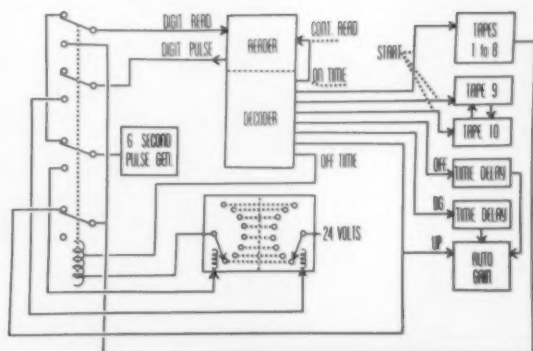 DIGIT READ
DIGIT PULSE
READER
CONT. READ
ON TIME
DECODER
START
TAPES
1 to 8
TAPE 9
TAPE 10
6 SECOND
PULSE GEN.
OFF TIME
24 VOLTS
OFF
TIME DELAY
DIG
TIME DELAY
UP
AUTO
GAIN